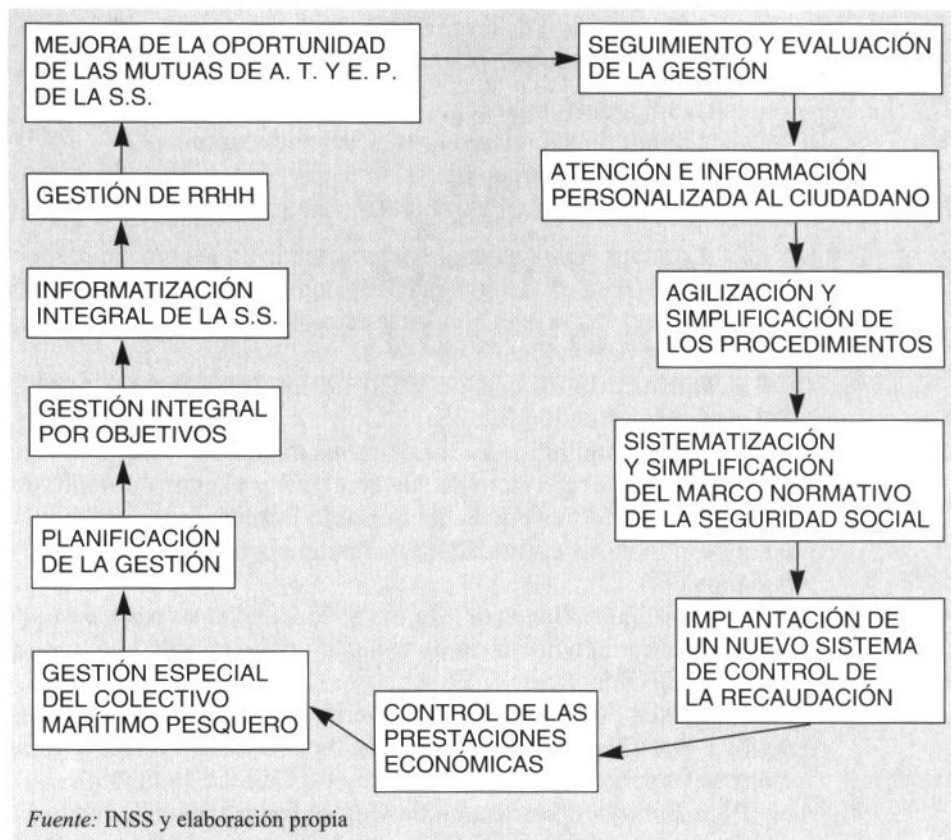 MEJORA DE LA OPORTUNIDAD
DE LAS MUTUAS DE A. T. Y E. P.
DE LA S.S.
SEGUIMIENTO Y EVALUACIÓN
DE LA GESTIÓN
ATENCIÓN E INFORMACIÓN
PERSONALIZADA AL CIUDADANO
AGILIZACIÓN Y
SIMPLIFICACIÓN DE
LOS PROCEDIMIENTOS
SISTEMATIZACIÓN
Y SIMPLIFICACIÓN
DEL MARCO NORMATIVO
DE LA SEGURIDAD SOCIAL
IMPLANTACIÓN DE
UN NUEVO SISTEMA
DE CONTROL DE
LA RECAUDACIÓN
CONTROL DE LAS
PRESTACIONES
ECONÓMICAS
GESTIÓN ESPECIAL
DEL COLECTIVO
MARÍTIMO PESQUERO
PLANIFICACIÓN
DE LA GESTIÓN
GESTIÓN INTEGRAL
POR OBJETIVOS
INFORMATIZACIÓN
INTEGRAL DE LA S.S.
GESTIÓN DE RRHH
Fuente: INSS y elaboración propia